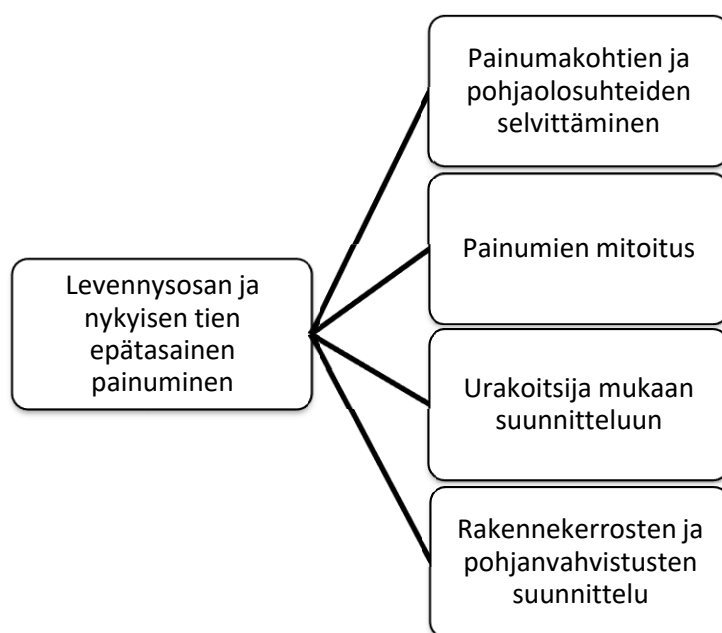 Levennysosan ja
nykyisen tien
epätasainen
painuminen
Painumakohtien ja
pohjaolosuhteiden
selvittäminen
Painumien mitoitus
Urakoitsija mukaan
suunnitteluun
Rakennekerrosten ja
pohjanvahvistusten
suunnittelu